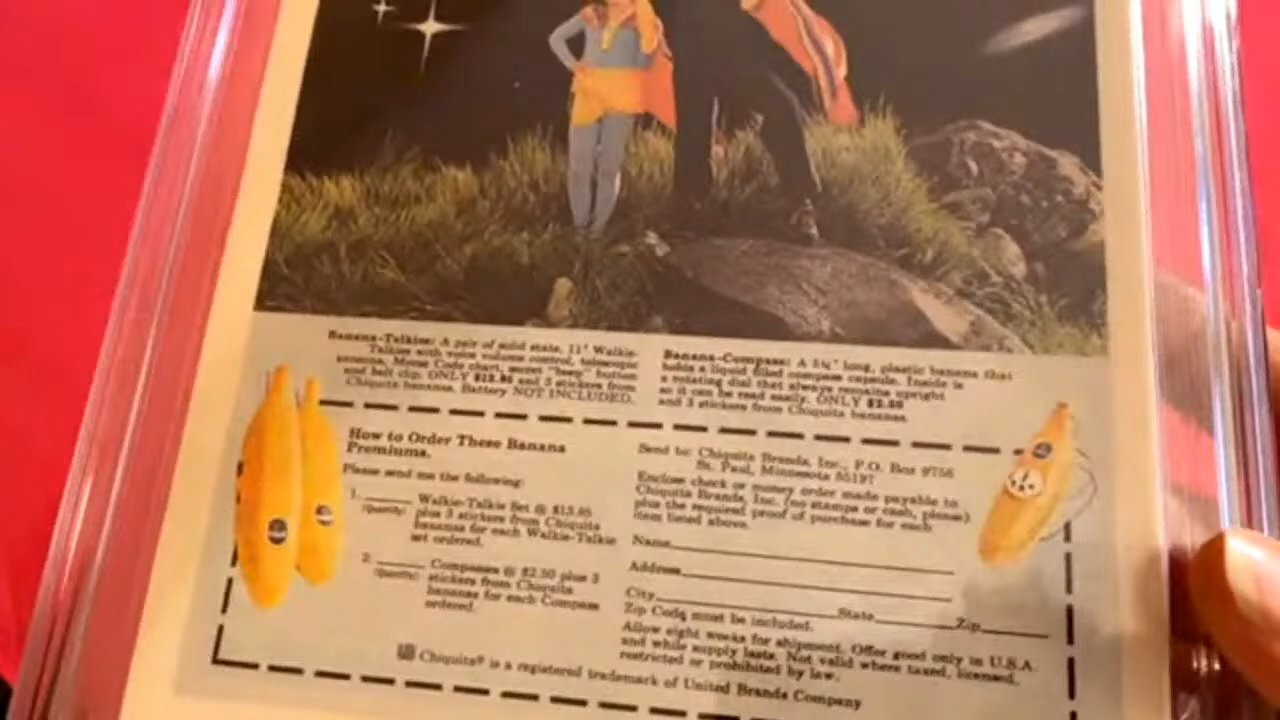 Banana-Talkies: A pair of solid state, 11" Walkie-
Talkies with voice volume control, telescopic
antenna, Morse Code chart, secret "beep" button
and belt clip. ONLY and 3 stickers from
Chiquita bananas. Battery NOT INCLUDED.
Banana-Compass: A long, plastic banana that
holds a liquid filled compass capsule. Inside is
a rotating dial that always remains upright
so it can be read easily. ONLY $2.50
and 3 stickers from Chiquita bananas.
How to Order These Banana
Premiums.
Please send me the following:
1. Walkie-Talkie Set @
(Quantity) plus 3 stickers from Chiquita
bananas for each Walkie-Talkie
set ordered.
2. Compasses @ $2.50 plus 3
(Quantity) stickers from Chiquita
bananas for each Compass
ordered.
Send to: Chiquita Brands, Inc., P.O. Box 9756
St. Paul, Minnesota 55197
Enclose check or money order made payable to
Chiquita Brands, Inc. (no stamps or cash, please)
plus the required proof of purchase for each
item listed above.
Name
Address
City State Zip
Zip Code must be included.
Allow eight weeks for shipment. Offer good only in U.S.A.
and while supply lasts. Not valid where taxed, licensed,
restricted or prohibited by law.
Chiquita® is a registered trademark of United Brands Company